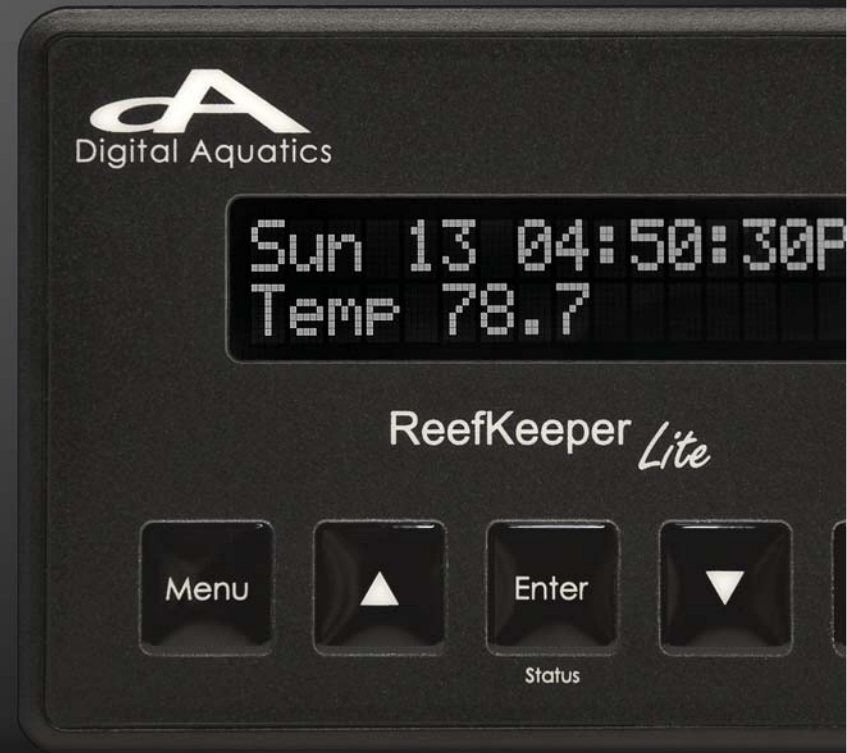 dA
Digital Aquatics
Sun 13 04:50:30P
Temp 78.7
ReefKeeper Lite
Menu
Enter
Status